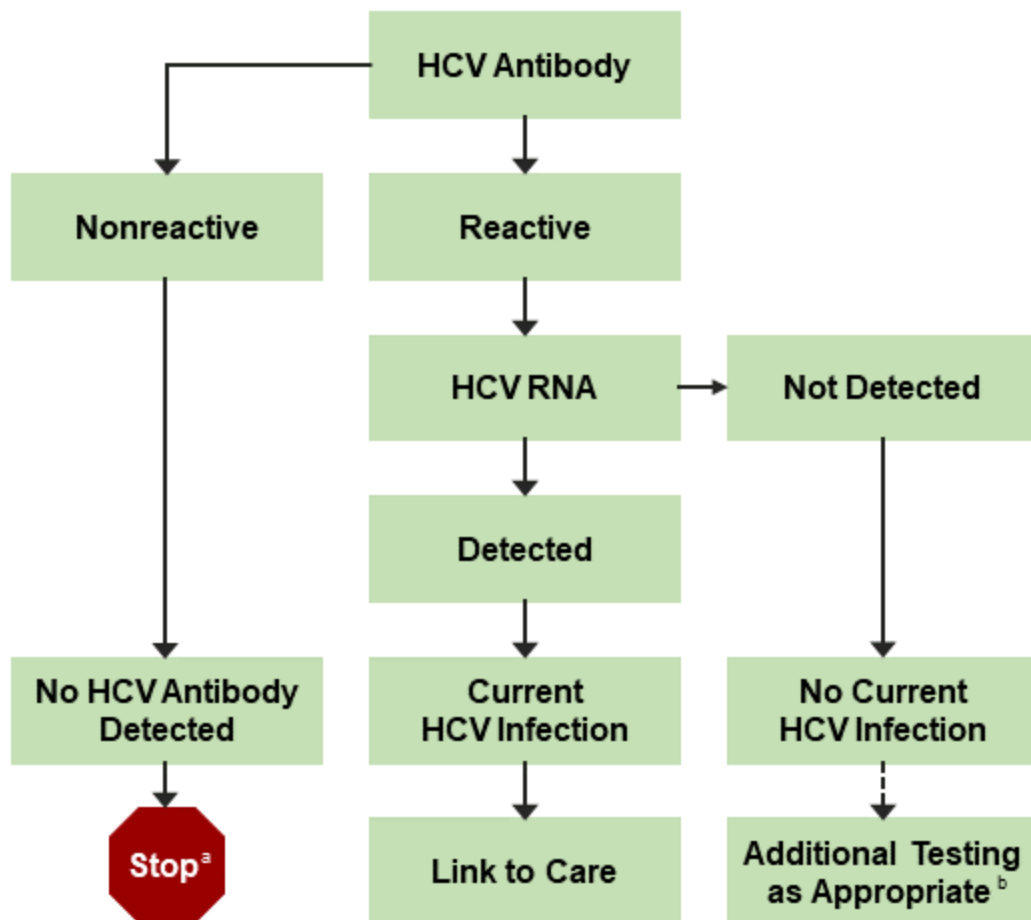 HCV Antibody
Nonreactive
Reactive
HCV RNA
Not Detected
Detected
No HCV Antibody
Detected
Current
HCV Infection
No Current
HCV Infection
Stop a
Link to Care
Additional Testing
as Appropriate b